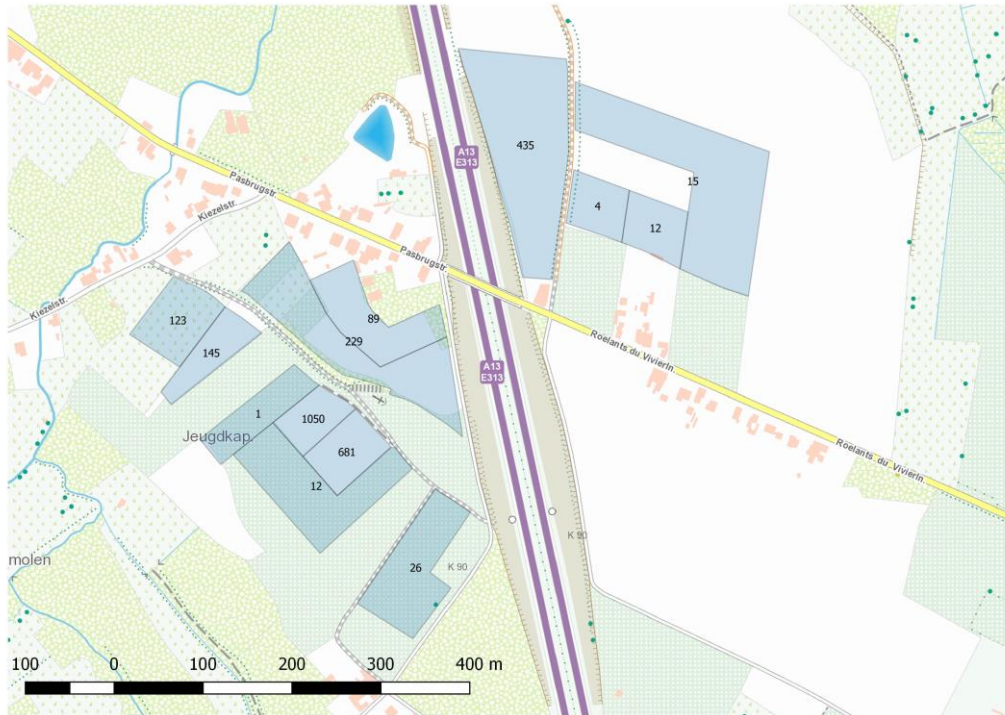 435
A13
E313
15
4
12
Pasbrugstr.
Kiezelstr.
Pasbrugstr.
Kiezelstr.
89
123
229
145
Roelants du Vivierln.
A13
E313
1
1050
Jeugdkap.
681
12
Roelants du Vivierln.
K 90
molen
26
K 90
100 0 100 200 300 400 m